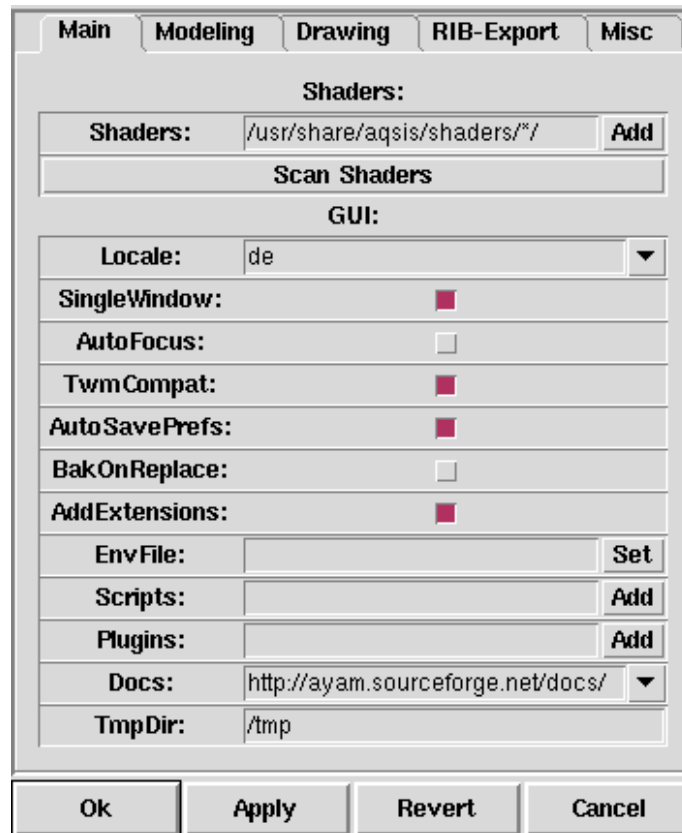 Main Modeling Drawing RIB-Export Misc
Shaders:
Shaders: /usr/share/aqsis/shaders/*/ Add
Scan Shaders
GUI:
Locale: de
SingleWindow:
AutoFocus:
TwmCompat:
AutoSavePrefs:
BakOnReplace:
AddExtensions:
EnvFile: Set
Scripts: Add
Plugins: Add
Docs: http://ayam.sourceforge.net/docs/
TmpDir: /tmp
Ok Apply Revert Cancel